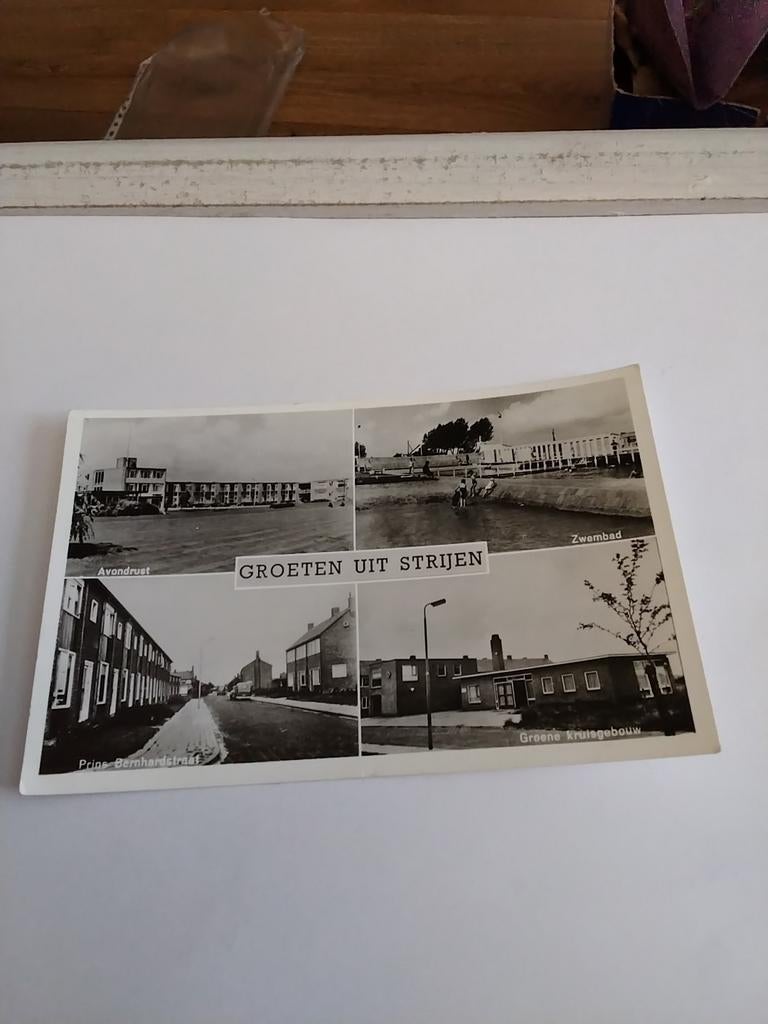 Avondrust
Zwembad
GROETEN UIT STRIJEN
Prins Bernhardstraat
Groene kruisgebouw